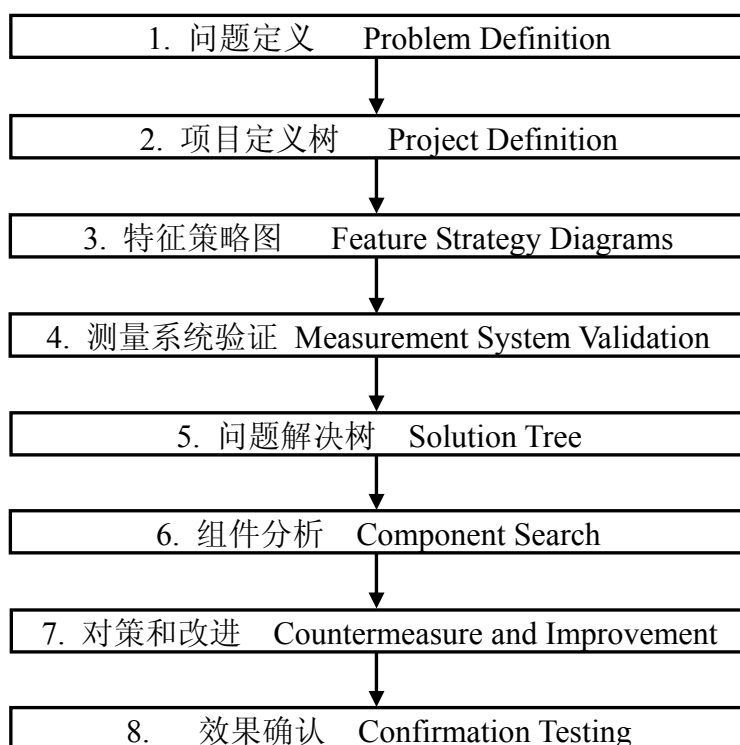 1. 问题定义 Problem Definition
2. 项目定义树 Project Definition
3. 特征策略图 Feature Strategy Diagrams
4. 测量系统验证 Measurement System Validation
5. 问题解决树 Solution Tree
6. 组件分析 Component Search
7. 对策和改进 Countermeasure and Improvement
8. 效果确认 Confirmation Testing